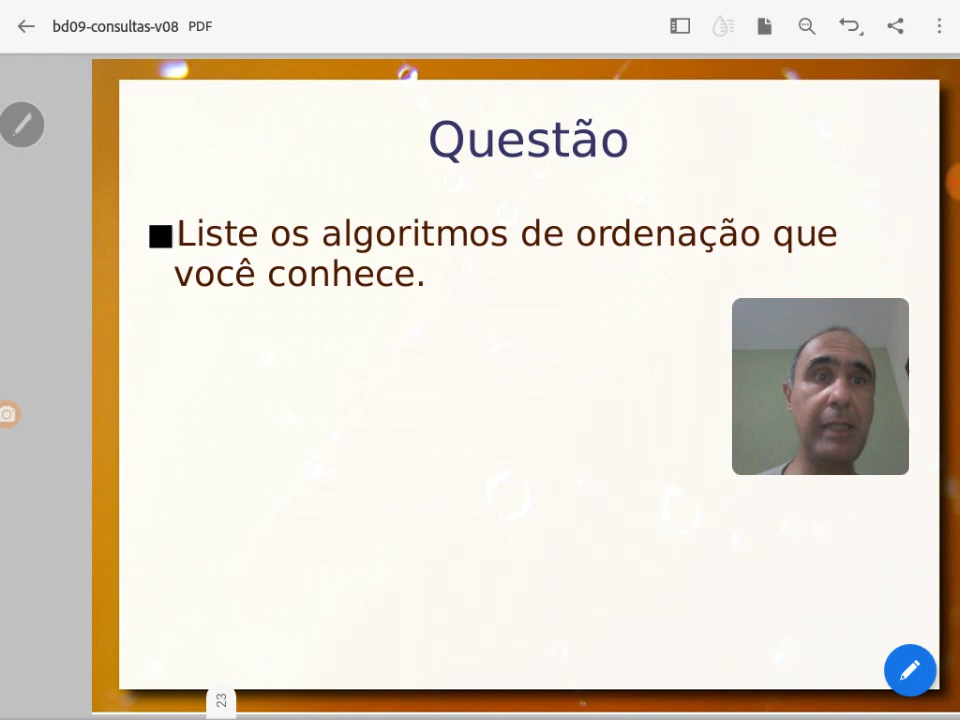 bd09-consultas-v08 PDF
Questão
Liste os algoritmos de ordenação que
você conhece.
23